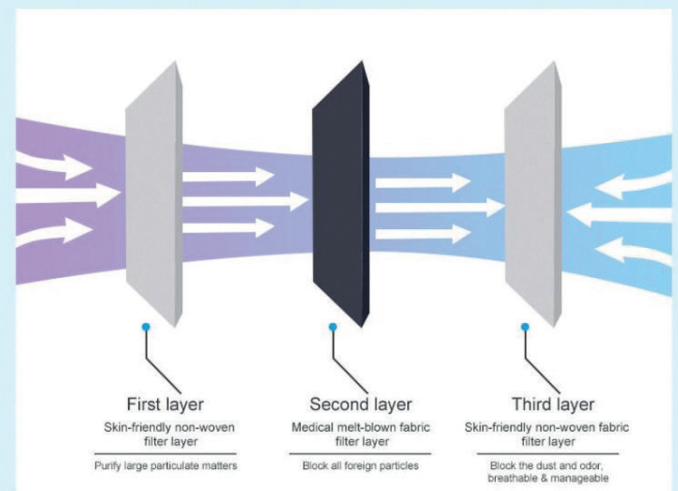 First layer
Skin-friendly non-woven
filter layer
Purify large particulate matters
Second layer
Medical melt-blown fabric
filter layer
Block all foreign particles
Third layer
Skin-friendly non-woven fabric
filter layer
Block the dust and odor,
breathable & manageable